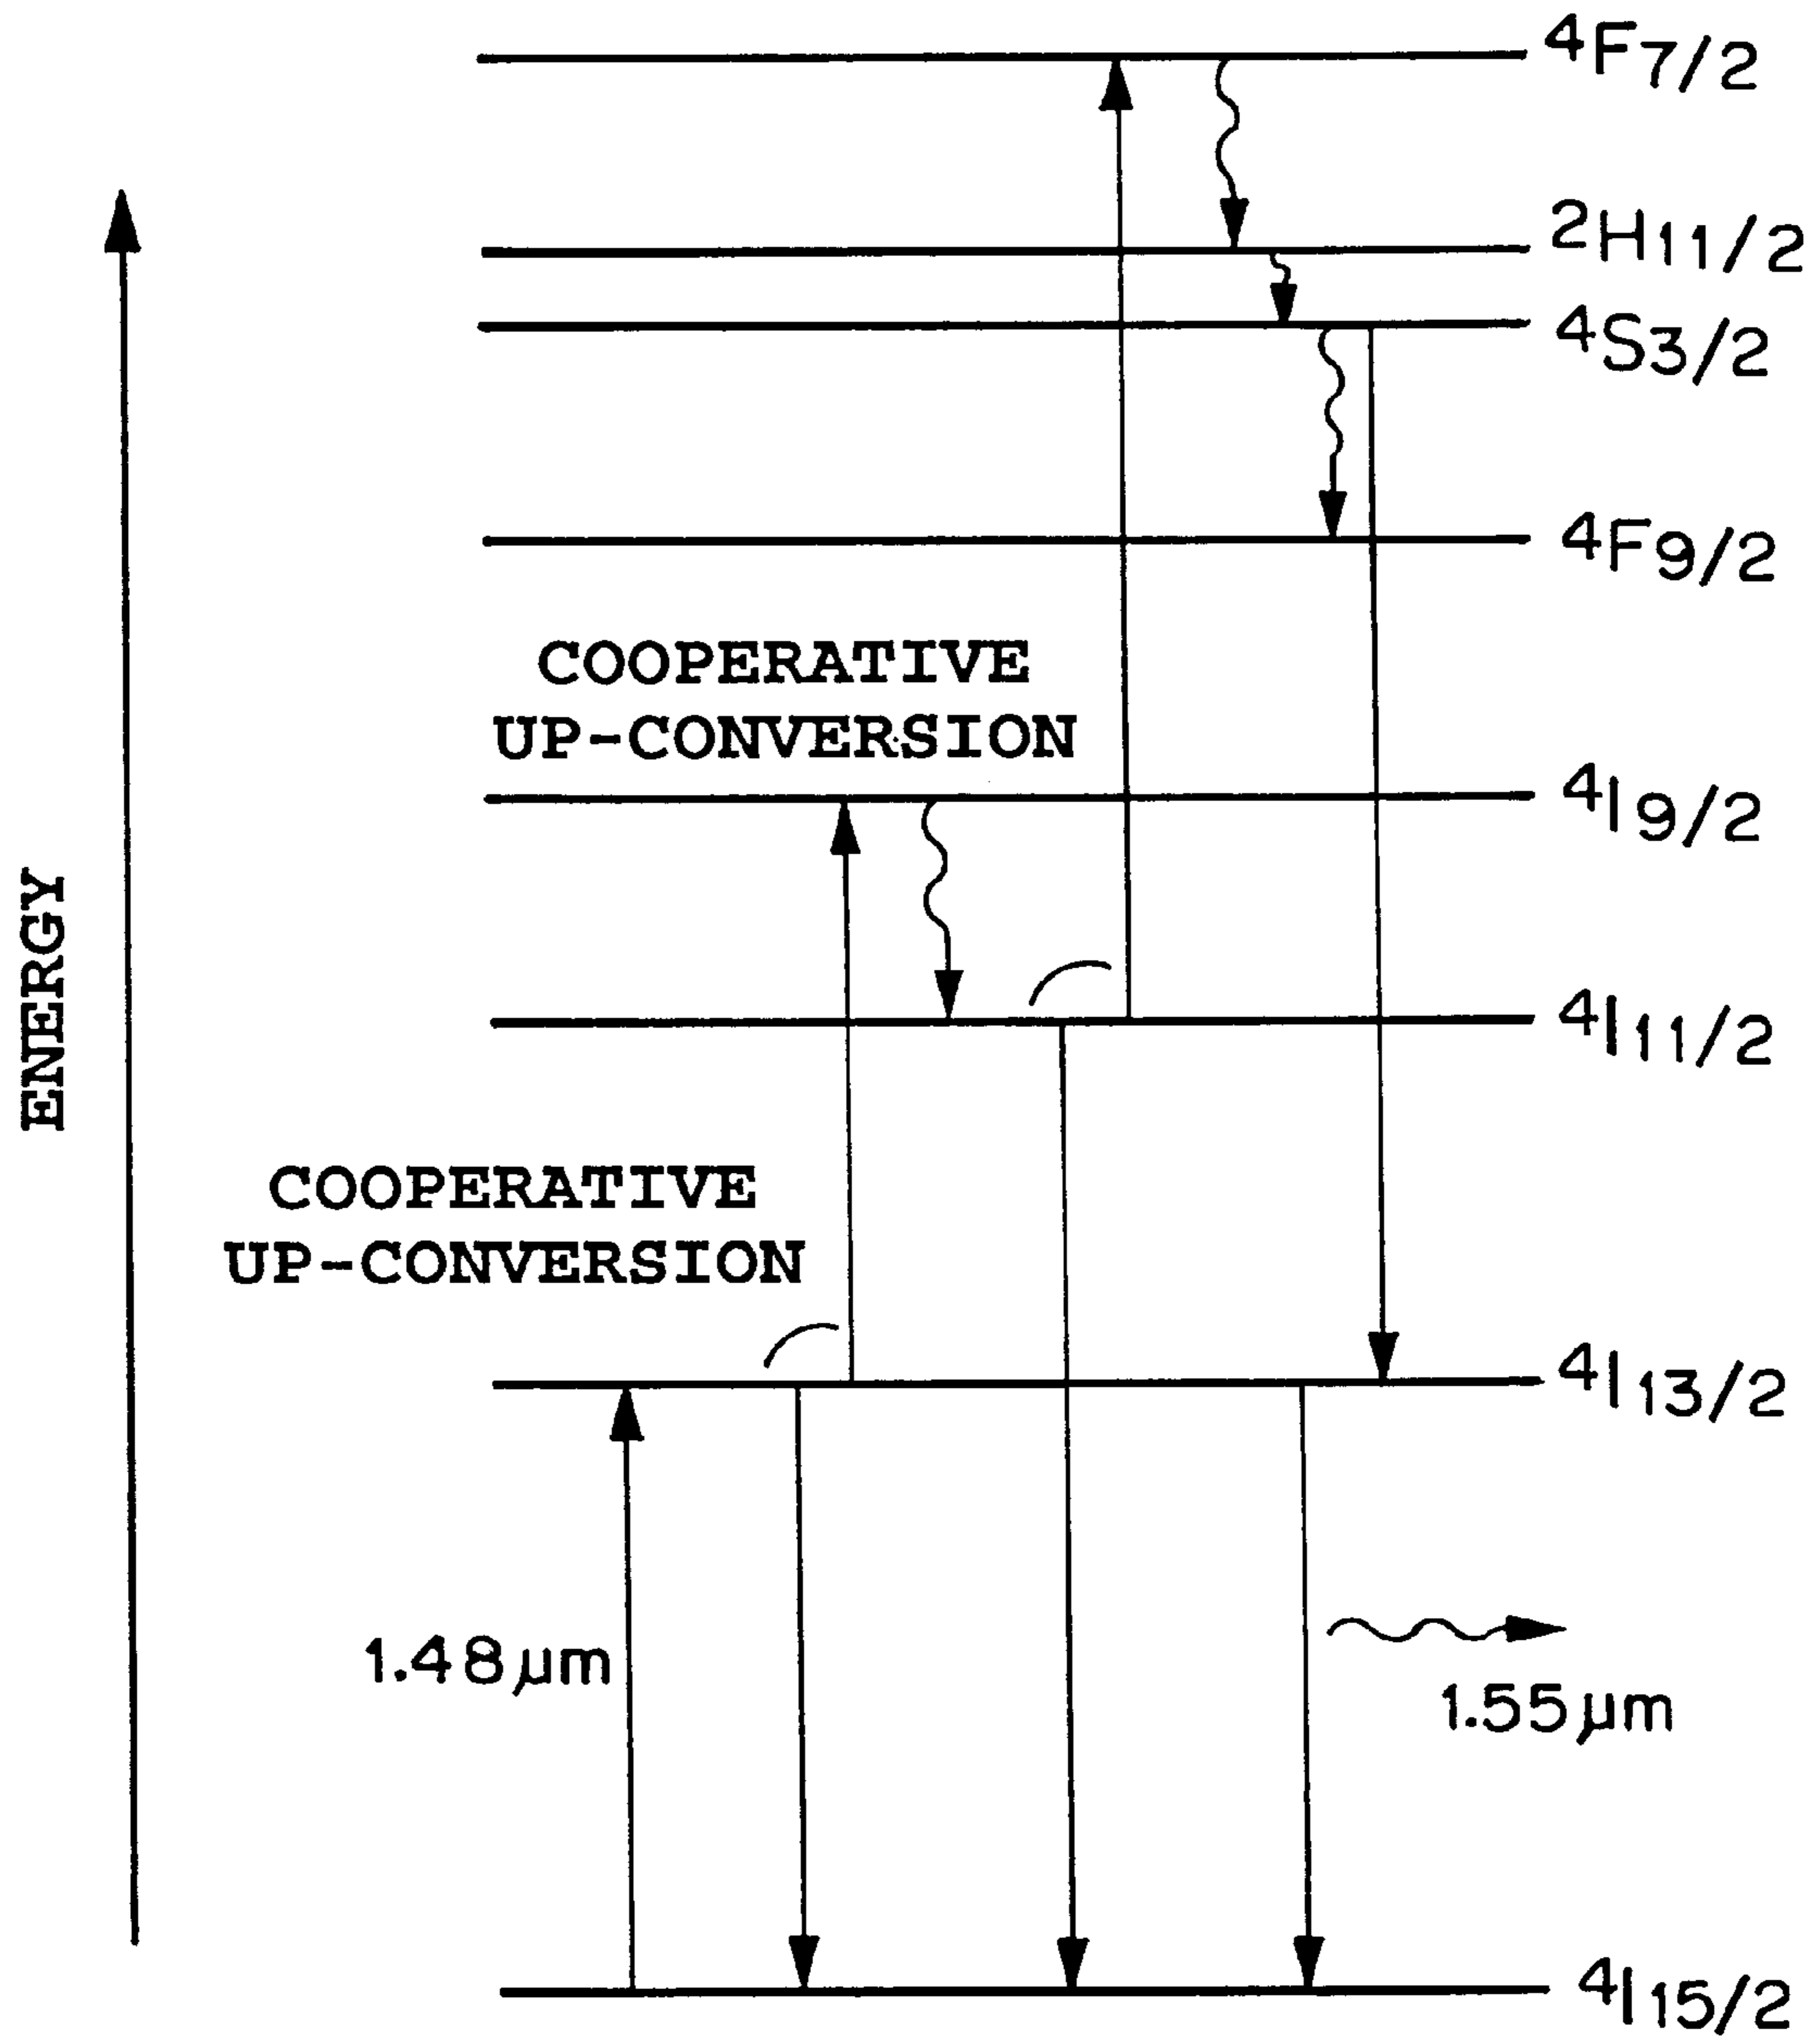 4F7/2
2H11/2
4S3/2
4F9/2
COOPERATIVE
UP-CONVERSION
4I9/2
ENERGY
4I11/2
COOPERATIVE
UP-CONVERSION
4I13/2
1.48μm
1.55μm
4I15/2